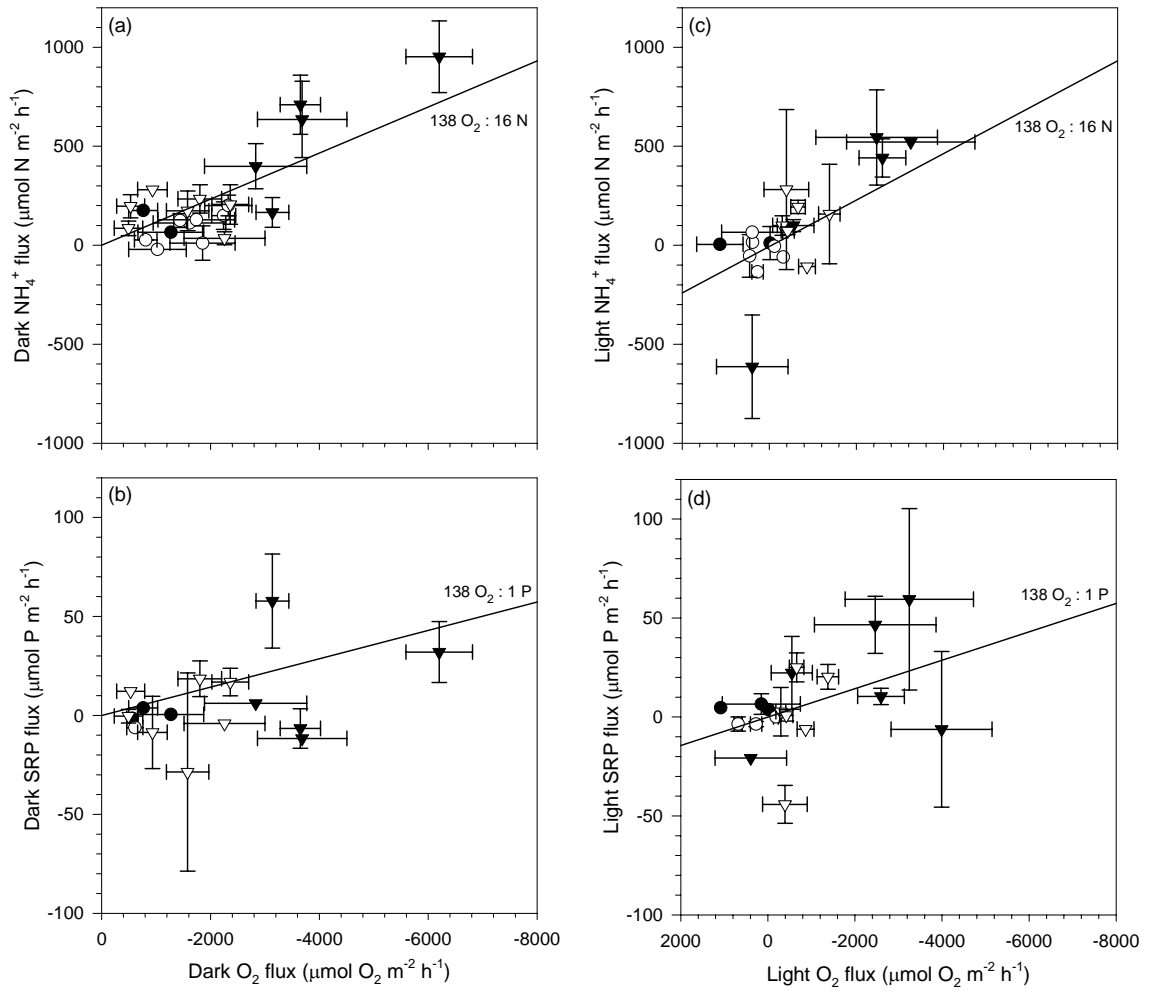 (a)
1000
500
0
-500
-1000
Dark NH₄⁺ flux (μmol N m⁻² h⁻¹)
138 O₂ : 16 N
(c)
1000
500
0
-500
-1000
Light NH₄⁺ flux (μmol N m⁻² h⁻¹)
138 O₂ : 16 N
(b)
100
50
0
-50
-100
Dark SRP flux (μmol P m⁻² h⁻¹)
138 O₂ : 1 P
0 -2000 -4000 -6000 -8000
Dark O₂ flux (μmol O₂ m⁻² h⁻¹)
(d)
100
50
0
-50
-100
Light SRP flux (μmol P m⁻² h⁻¹)
138 O₂ : 1 P
2000 0 -2000 -4000 -6000 -8000
Light O₂ flux (μmol O₂ m⁻² h⁻¹)